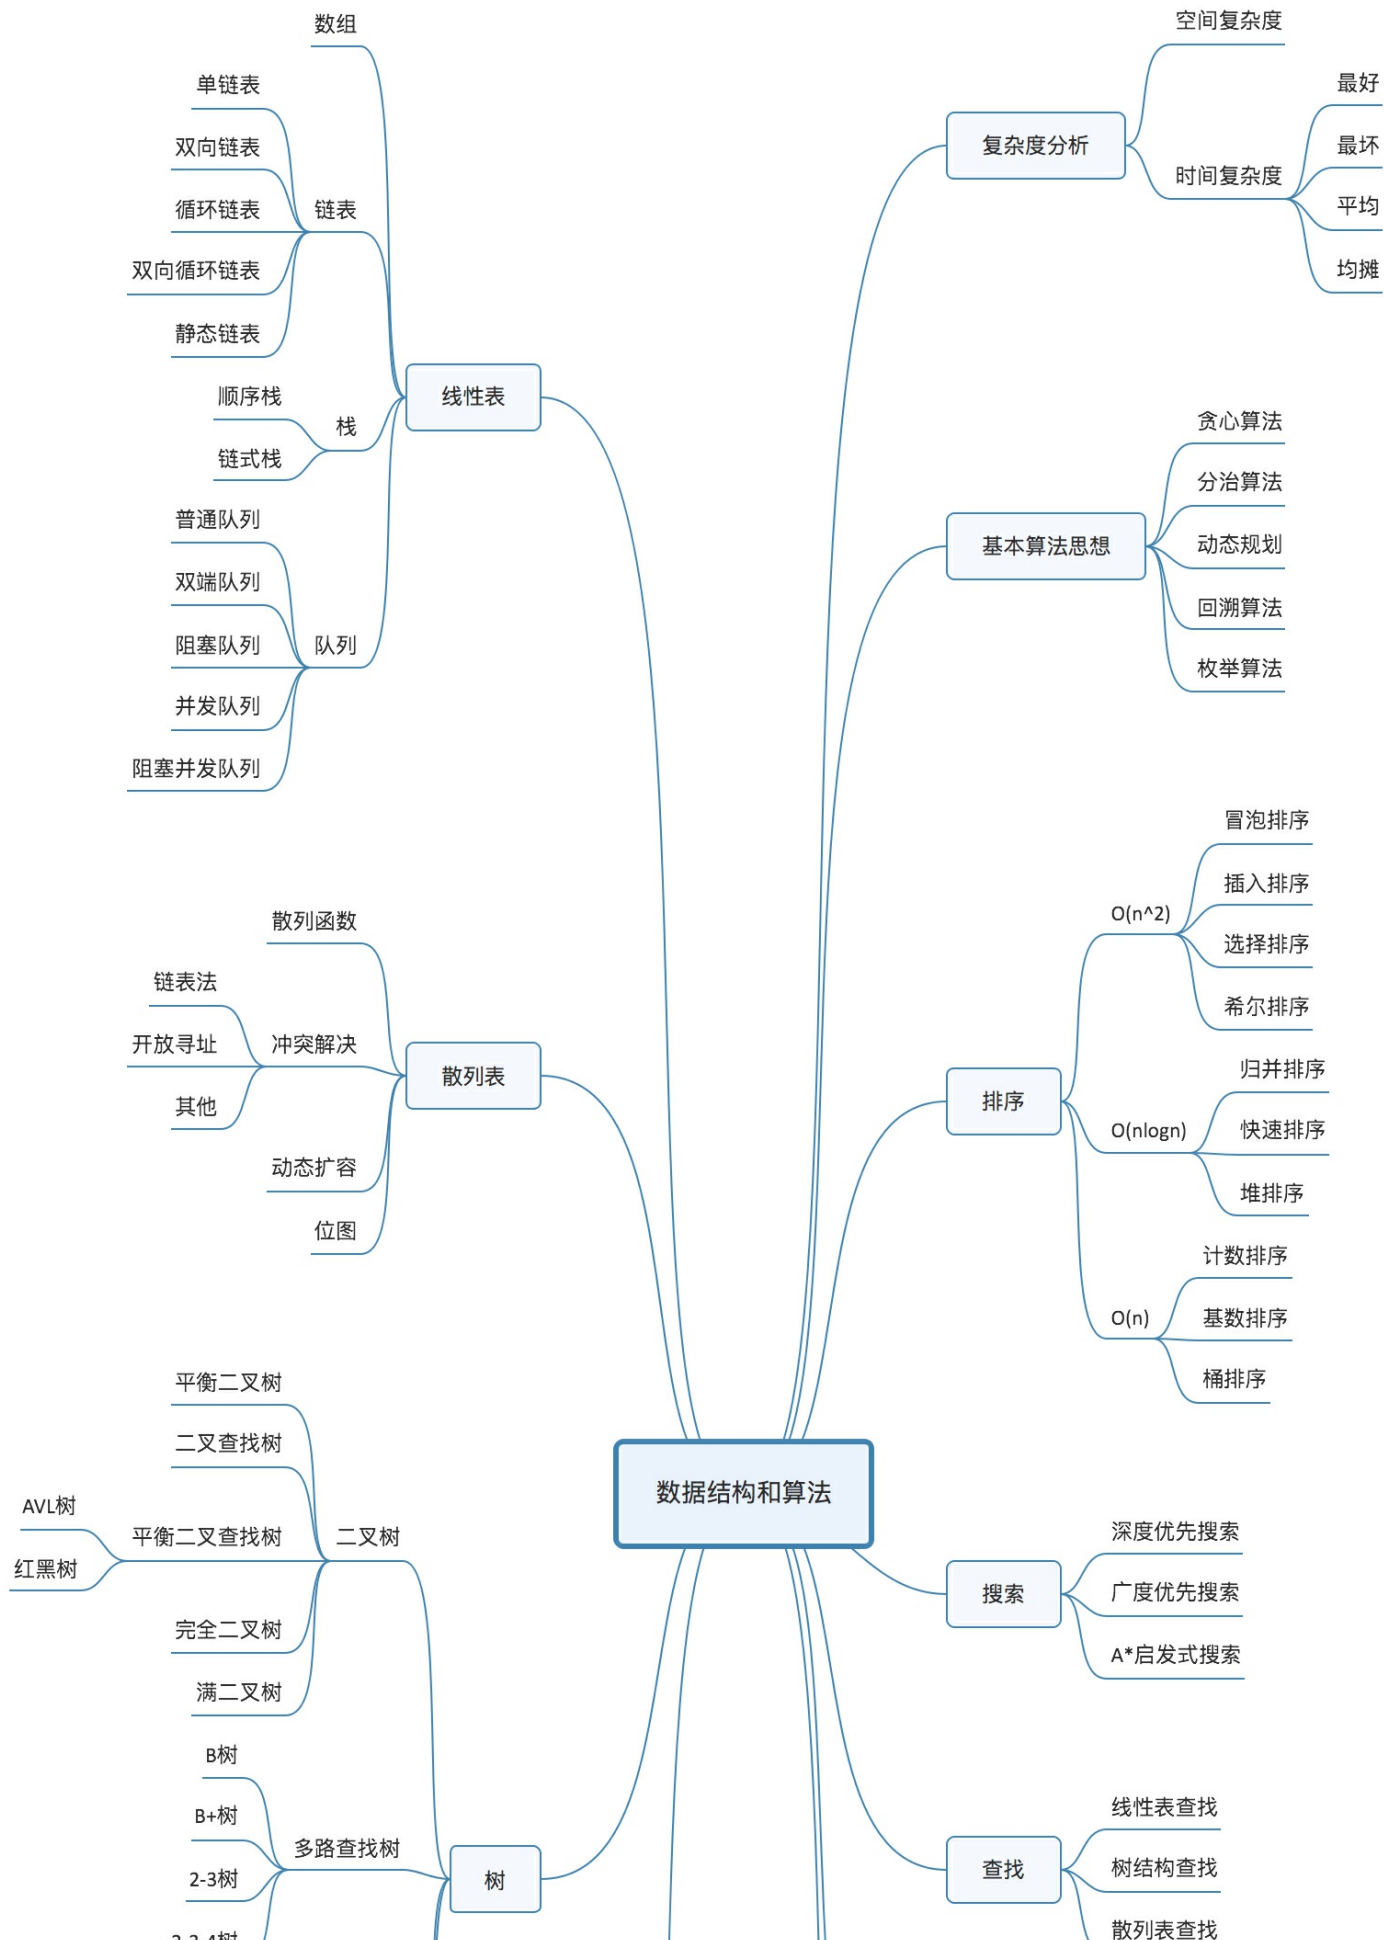 数据结构和算法
复杂度分析
空间复杂度
时间复杂度
最好
最坏
平均
均摊
基本算法思想
贪心算法
分治算法
动态规划
回溯算法
枚举算法
排序
O(n^2)
冒泡排序
插入排序
选择排序
希尔排序
O(nlogn)
归并排序
快速排序
堆排序
O(n)
计数排序
基数排序
桶排序
搜索
深度优先搜索
广度优先搜索
A*启发式搜索
查找
线性表查找
树结构查找
散列表查找
线性表
数组
链表
单链表
双向链表
循环链表
双向循环链表
静态链表
栈
顺序栈
链式栈
队列
普通队列
双端队列
阻塞队列
并发队列
阻塞并发队列
散列表
散列函数
冲突解决
链表法
开放寻址
其他
动态扩容
位图
树
二叉树
平衡二叉树
二叉查找树
平衡二叉查找树
AVL树
红黑树
完全二叉树
满二叉树
多路查找树
B树
B+树
2-3树